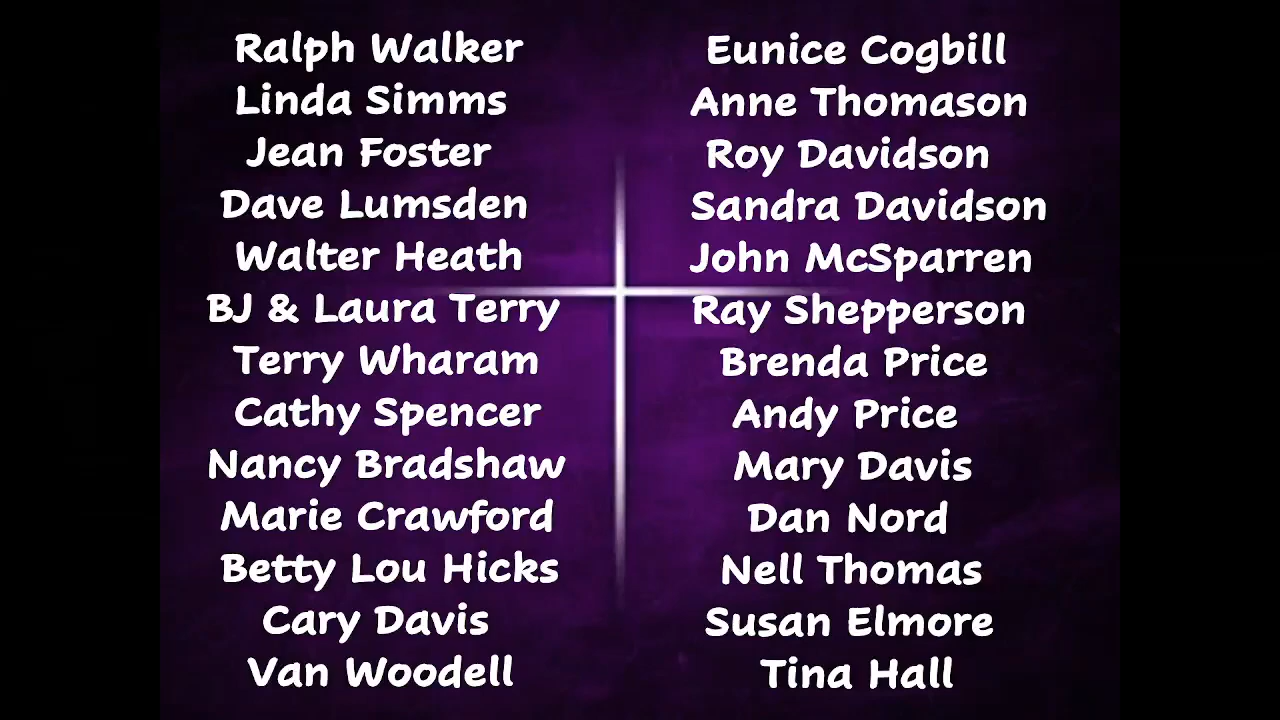 Ralph Walker
Linda Simms
Jean Foster
Dave Lumsden
Walter Heath
BJ & Laura Terry
Terry Wharam
Cathy Spencer
Nancy Bradshaw
Marie Crawford
Betty Lou Hicks
Cary Davis
Van Woodell
Eunice Cogbill
Anne Thomason
Roy Davidson
Sandra Davidson
John McSparren
Ray Shepperson
Brenda Price
Andy Price
Mary Davis
Dan Nord
Nell Thomas
Susan Elmore
Tina Hall